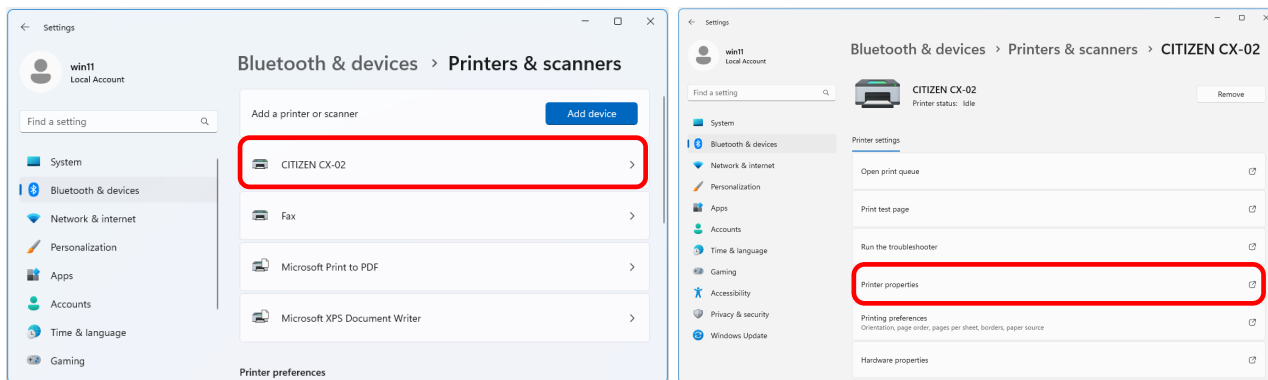 Settings
win11
Local Account
Find a setting
System
Bluetooth & devices
Network & internet
Personalization
Apps
Accounts
Time & language
Gaming
Bluetooth & devices › Printers & scanners
Add a printer or scanner
Add device
CITIZEN CX-02
Fax
Microsoft Print to PDF
Microsoft XPS Document Writer
Printer preferences
Settings
win11
Local Account
Find a setting
System
Bluetooth & devices
Network & internet
Personalization
Apps
Accounts
Time & language
Gaming
Accessibility
Privacy & security
Windows Update
Bluetooth & devices › Printers & scanners › CITIZEN CX-02
CITIZEN CX-02
Printer status: Idle
Remove
Printer settings
Open print queue
Print test page
Run the troubleshooter
Printer properties
Printing preferences
Orientation, page order, pages per sheet, borders, paper source
Hardware properties